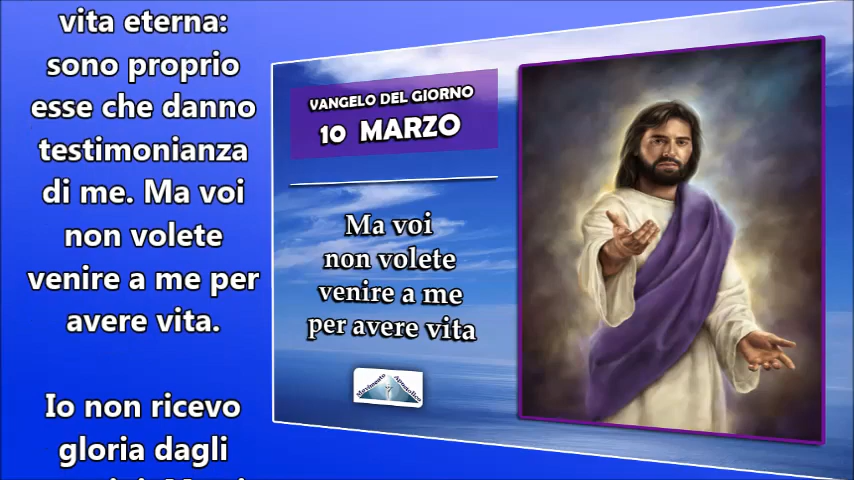 vita eterna:
sono proprio
esse che danno
testimonianza
di me. Ma voi
non volete
venire a me per
avere vita.
Io non ricevo
gloria dagli
VANGELO DEL GIORNO
10 MARZO
Ma voi
non volete
venire a me
per avere vita
Movimento Apostolico